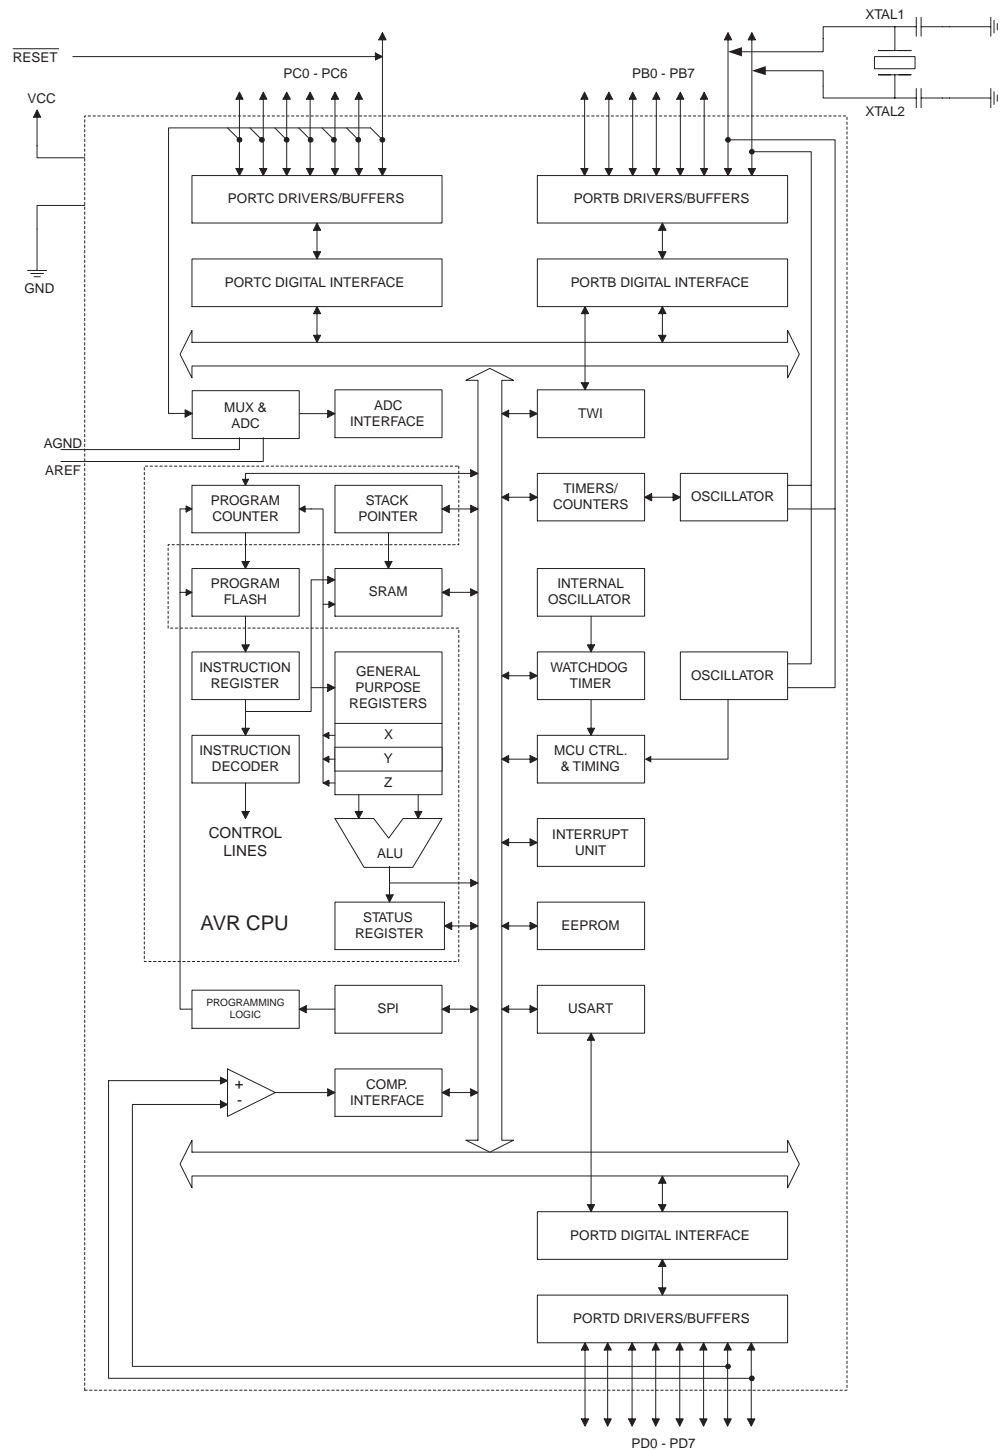 XTAL1
RESET
PC0 - PC6
PB0 - PB7
VCC
XTAL2
PORTC DRIVERS/BUFFERS
PORTB DRIVERS/BUFFERS
PORTC DIGITAL INTERFACE
PORTB DIGITAL INTERFACE
GND
MUX &
ADC
ADC
INTERFACE
TWI
AGND
AREF
PROGRAM
COUNTER
STACK
POINTER
TIMERS/
COUNTERS
OSCILLATOR
PROGRAM
FLASH
SRAM
INTERNAL
OSCILLATOR
INSTRUCTION
REGISTER
GENERAL
PURPOSE
REGISTERS
WATCHDOG
TIMER
OSCILLATOR
X
INSTRUCTION
DECODER
Y
MCU CTRL.
& TIMING
Z
CONTROL
LINES
ALU
INTERRUPT
UNIT
AVR CPU
STATUS
REGISTER
EEPROM
PROGRAMMING
LOGIC
SPI
USART
+
-
COMP.
INTERFACE
PORTD DIGITAL INTERFACE
PORTD DRIVERS/BUFFERS
PD0 - PD7